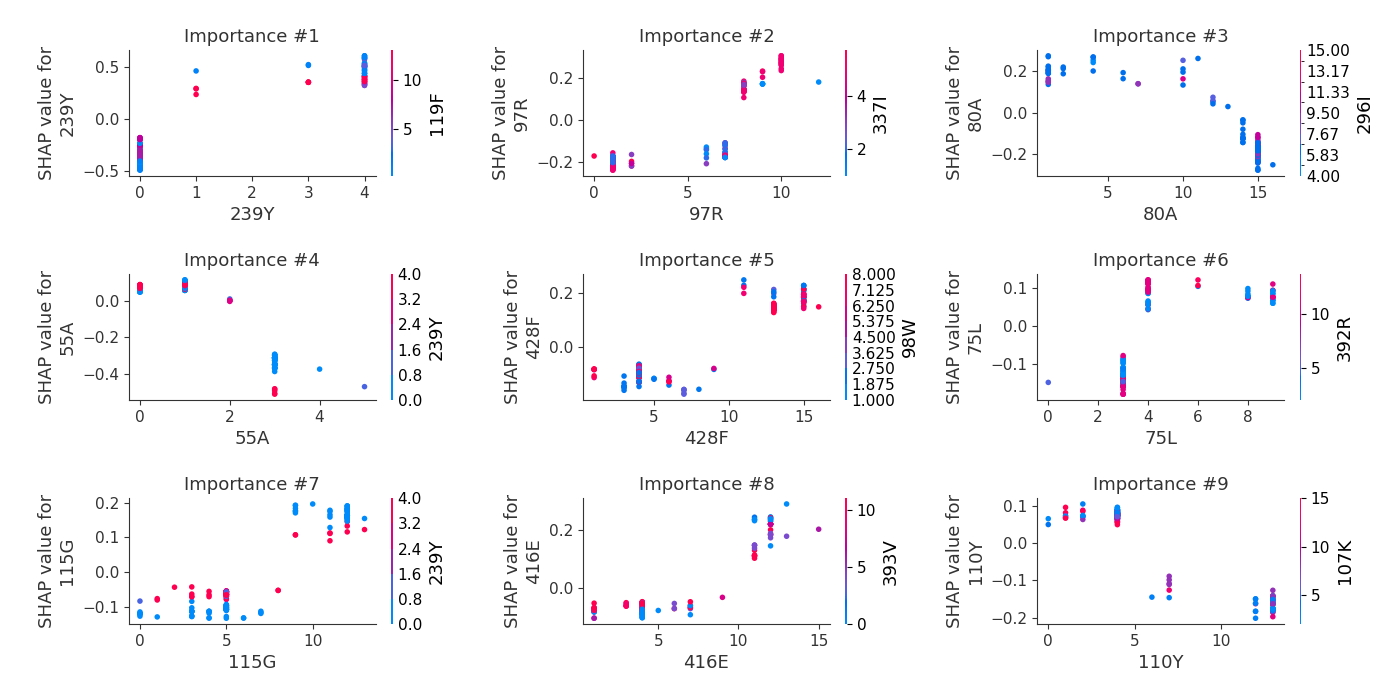 Importance #1
SHAP value for
239Y
0.5
0.0
−0.5
0 1 2 3 4
239Y
10
5
119F
Importance #2
SHAP value for
97R
0.2
0.0
−0.2
0 5 10
97R
4
2
337I
Importance #3
SHAP value for
80A
0.2
0.0
−0.2
5 10 15
80A
15.00
13.17
11.33
9.50
7.67
5.83
4.00
296I
Importance #4
SHAP value for
55A
0.0
−0.2
−0.4
0 2 4
55A
4.0
3.2
2.4
1.6
0.8
0.0
239Y
Importance #5
SHAP value for
428F
0.2
0.0
5 10 15
428F
8.000
7.125
6.250
5.375
4.500
3.625
2.750
1.875
1.000
98W
Importance #6
SHAP value for
75L
0.1
0.0
−0.1
0 2 4 6 8
75L
10
5
392R
Importance #7
SHAP value for
115G
0.2
0.1
0.0
−0.1
0 5 10
115G
4.0
3.2
2.4
1.6
0.8
0.0
239Y
Importance #8
SHAP value for
416E
0.2
0.0
5 10 15
416E
10
5
0
393V
Importance #9
SHAP value for
110Y
0.1
0.0
−0.1
−0.2
0 5 10
110Y
15
10
5
107K